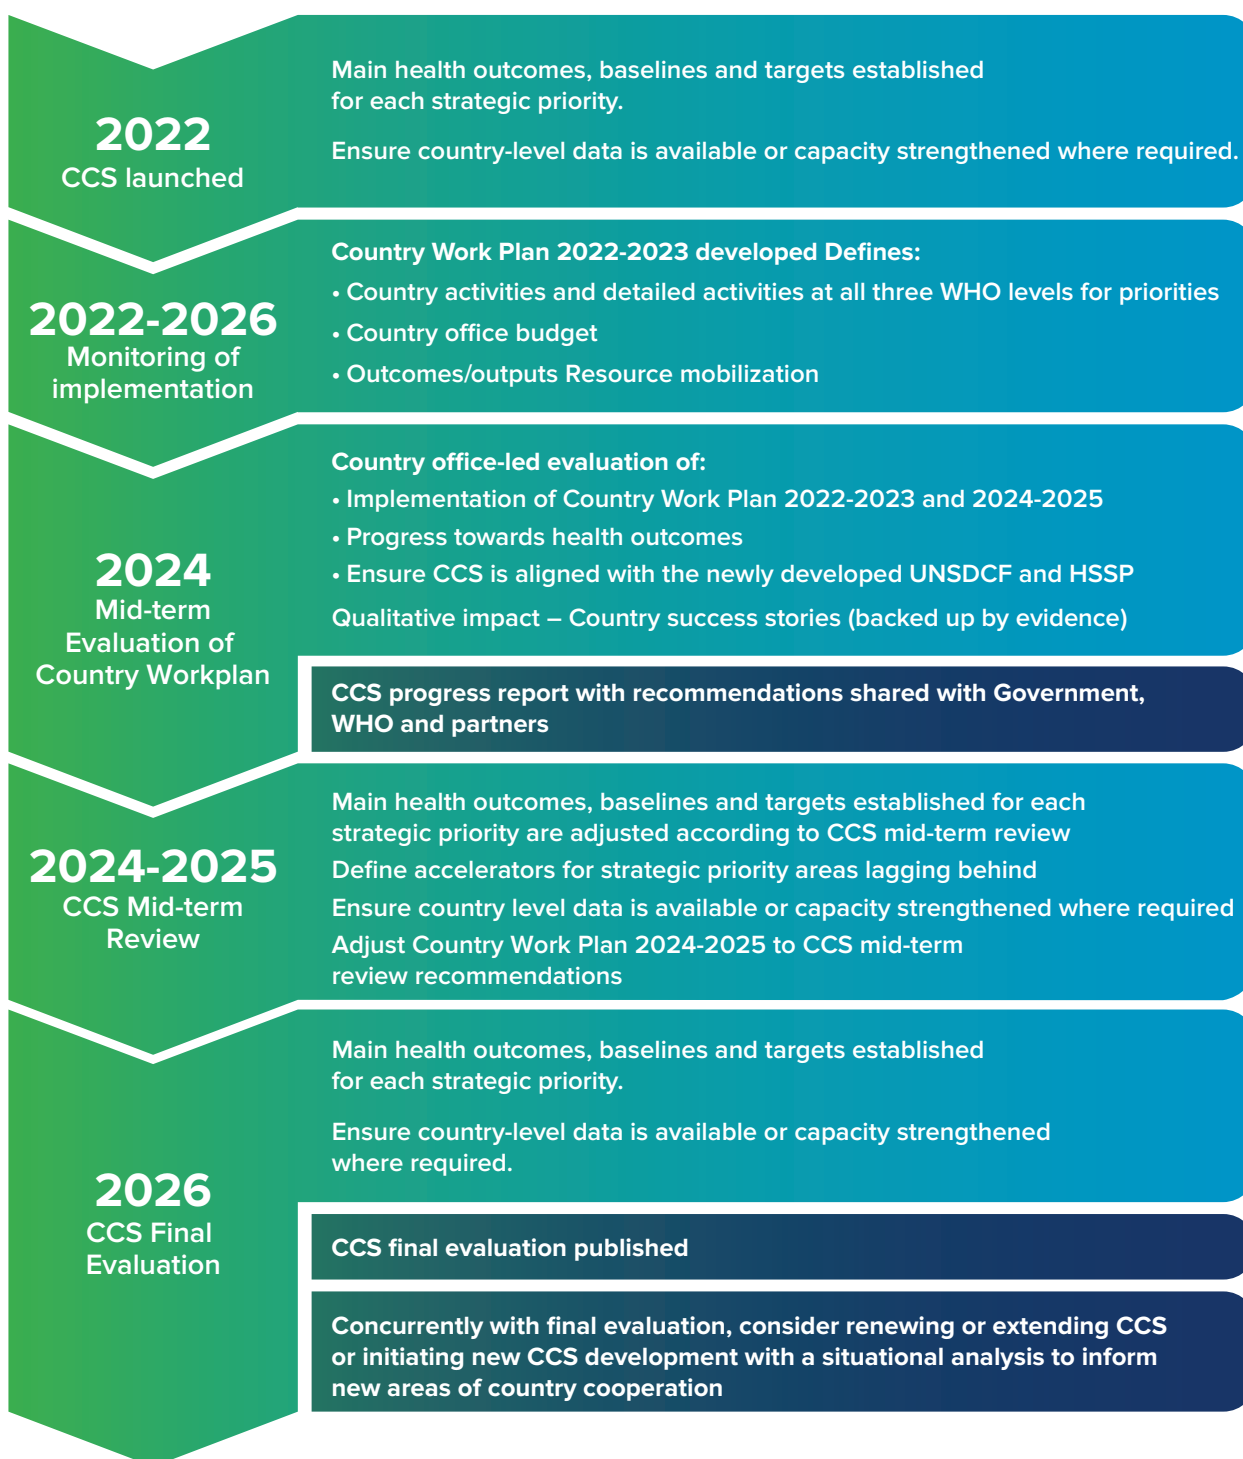 2022
CCS launched
Main health outcomes, baselines and targets established
for each strategic priority.
Ensure country-level data is available or capacity strengthened where required.
2022-2026
Monitoring of
implementation
Country Work Plan 2022-2023 developed Defines:
• Country activities and detailed activities at all three WHO levels for priorities
• Country office budget
• Outcomes/outputs Resource mobilization
2024
Mid-term
Evaluation of
Country Workplan
Country office-led evaluation of:
• Implementation of Country Work Plan 2022-2023 and 2024-2025
• Progress towards health outcomes
• Ensure CCS is aligned with the newly developed UNSDCF and HSSP
Qualitative impact – Country success stories (backed up by evidence)
CCS progress report with recommendations shared with Government,
WHO and partners
2024-2025
CCS Mid-term
Review
Main health outcomes, baselines and targets established for each
strategic priority are adjusted according to CCS mid-term review
Define accelerators for strategic priority areas lagging behind
Ensure country level data is available or capacity strengthened where required
Adjust Country Work Plan 2024-2025 to CCS mid-term
review recommendations
2026
CCS Final
Evaluation
Main health outcomes, baselines and targets established
for each strategic priority.
Ensure country-level data is available or capacity strengthened
where required.
CCS final evaluation published
Concurrently with final evaluation, consider renewing or extending CCS
or initiating new CCS development with a situational analysis to inform
new areas of country cooperation